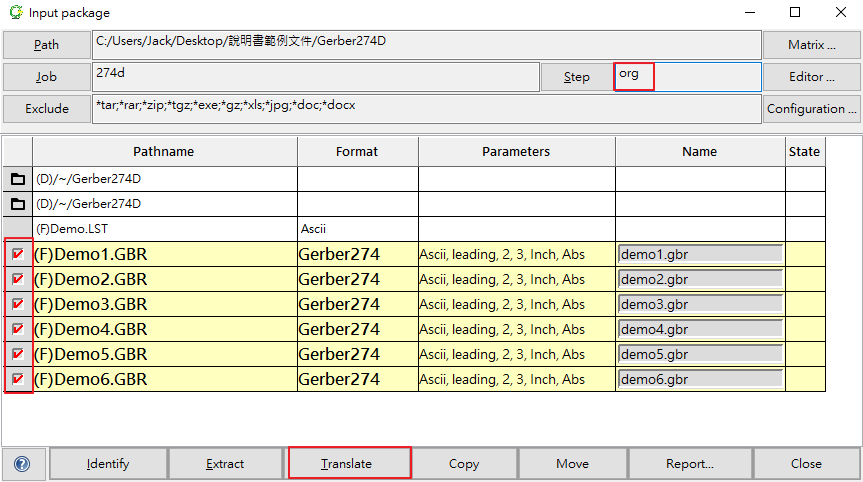 Input package
Path C:/Users/Jack/Desktop/說明書範例文件/Gerber274D Matrix ...
Job 274d Step org Editor ...
Exclude *tar;*rar;*zip;*tgz;*exe;*gz;*xls;*jpg;*doc;*docx Configuration ...
Pathname Format Parameters Name State
(D)/~/Gerber274D
(D)/~/Gerber274D
(F)Demo.LST Ascii
(F)Demo1.GBR Gerber274 Ascii, leading, 2, 3, Inch, Abs demo1.gbr
(F)Demo2.GBR Gerber274 Ascii, leading, 2, 3, Inch, Abs demo2.gbr
(F)Demo3.GBR Gerber274 Ascii, leading, 2, 3, Inch, Abs demo3.gbr
(F)Demo4.GBR Gerber274 Ascii, leading, 2, 3, Inch, Abs demo4.gbr
(F)Demo5.GBR Gerber274 Ascii, leading, 2, 3, Inch, Abs demo5.gbr
(F)Demo6.GBR Gerber274 Ascii, leading, 2, 3, Inch, Abs demo6.gbr
? Identify Extract Translate Copy Move Report... Close